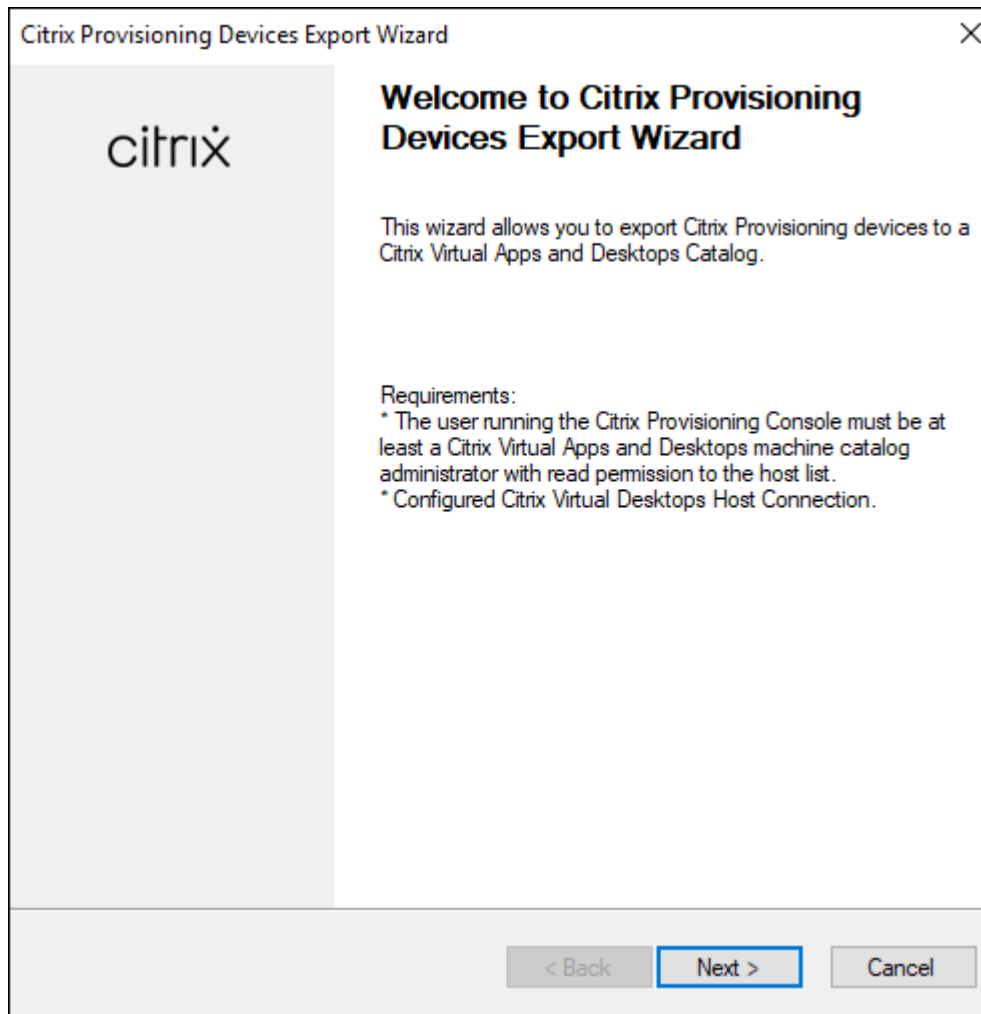 Citrix Provisioning Devices Export Wizard
citrix
Welcome to Citrix Provisioning
Devices Export Wizard
This wizard allows you to export Citrix Provisioning devices to a
Citrix Virtual Apps and Desktops Catalog.
Requirements:
* The user running the Citrix Provisioning Console must be at
least a Citrix Virtual Apps and Desktops machine catalog
administrator with read permission to the host list.
* Configured Citrix Virtual Desktops Host Connection.
< Back
Next >
Cancel